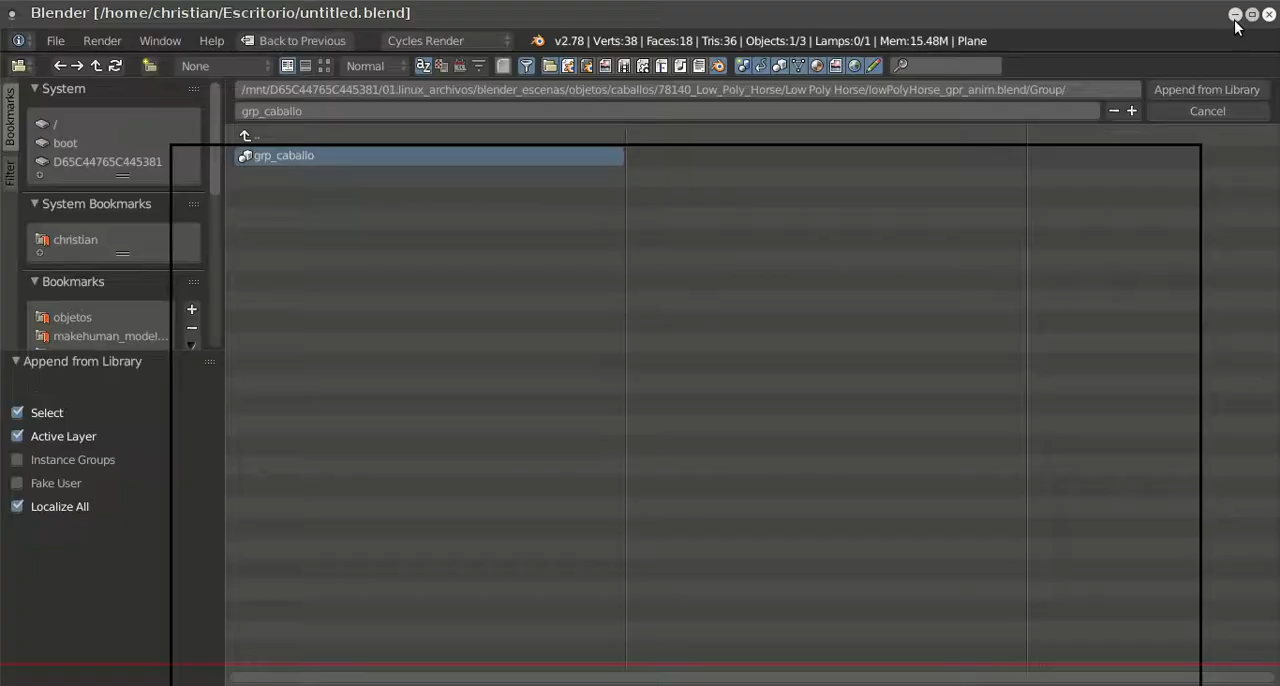 Blender [/home/christian/Escritorio/untitled.blend]
File Render Window Help Back to Previous Cycles Render v2.78 | Verts:38 | Faces:18 | Tris:36 | Objects:1/3 | Lamps:0/1 | Mem:15.48M | Plane
None Normal
Bookmarks
Filter
System
/
boot
D65C44765C445381
System Bookmarks
christian
Bookmarks
objetos
makehuman_model...
Append from Library
Select
Active Layer
Instance Groups
Fake User
Localize All
/mnt/D65C44765C445381/01.linux_archivos/blender_escenas/objetos/caballos/78140_Low_Poly_Horse/Low Poly Horse/lowPolyHorse_gpr_anim.blend/Group/
Append from Library
grp_caballo
Cancel
..
grp_caballo